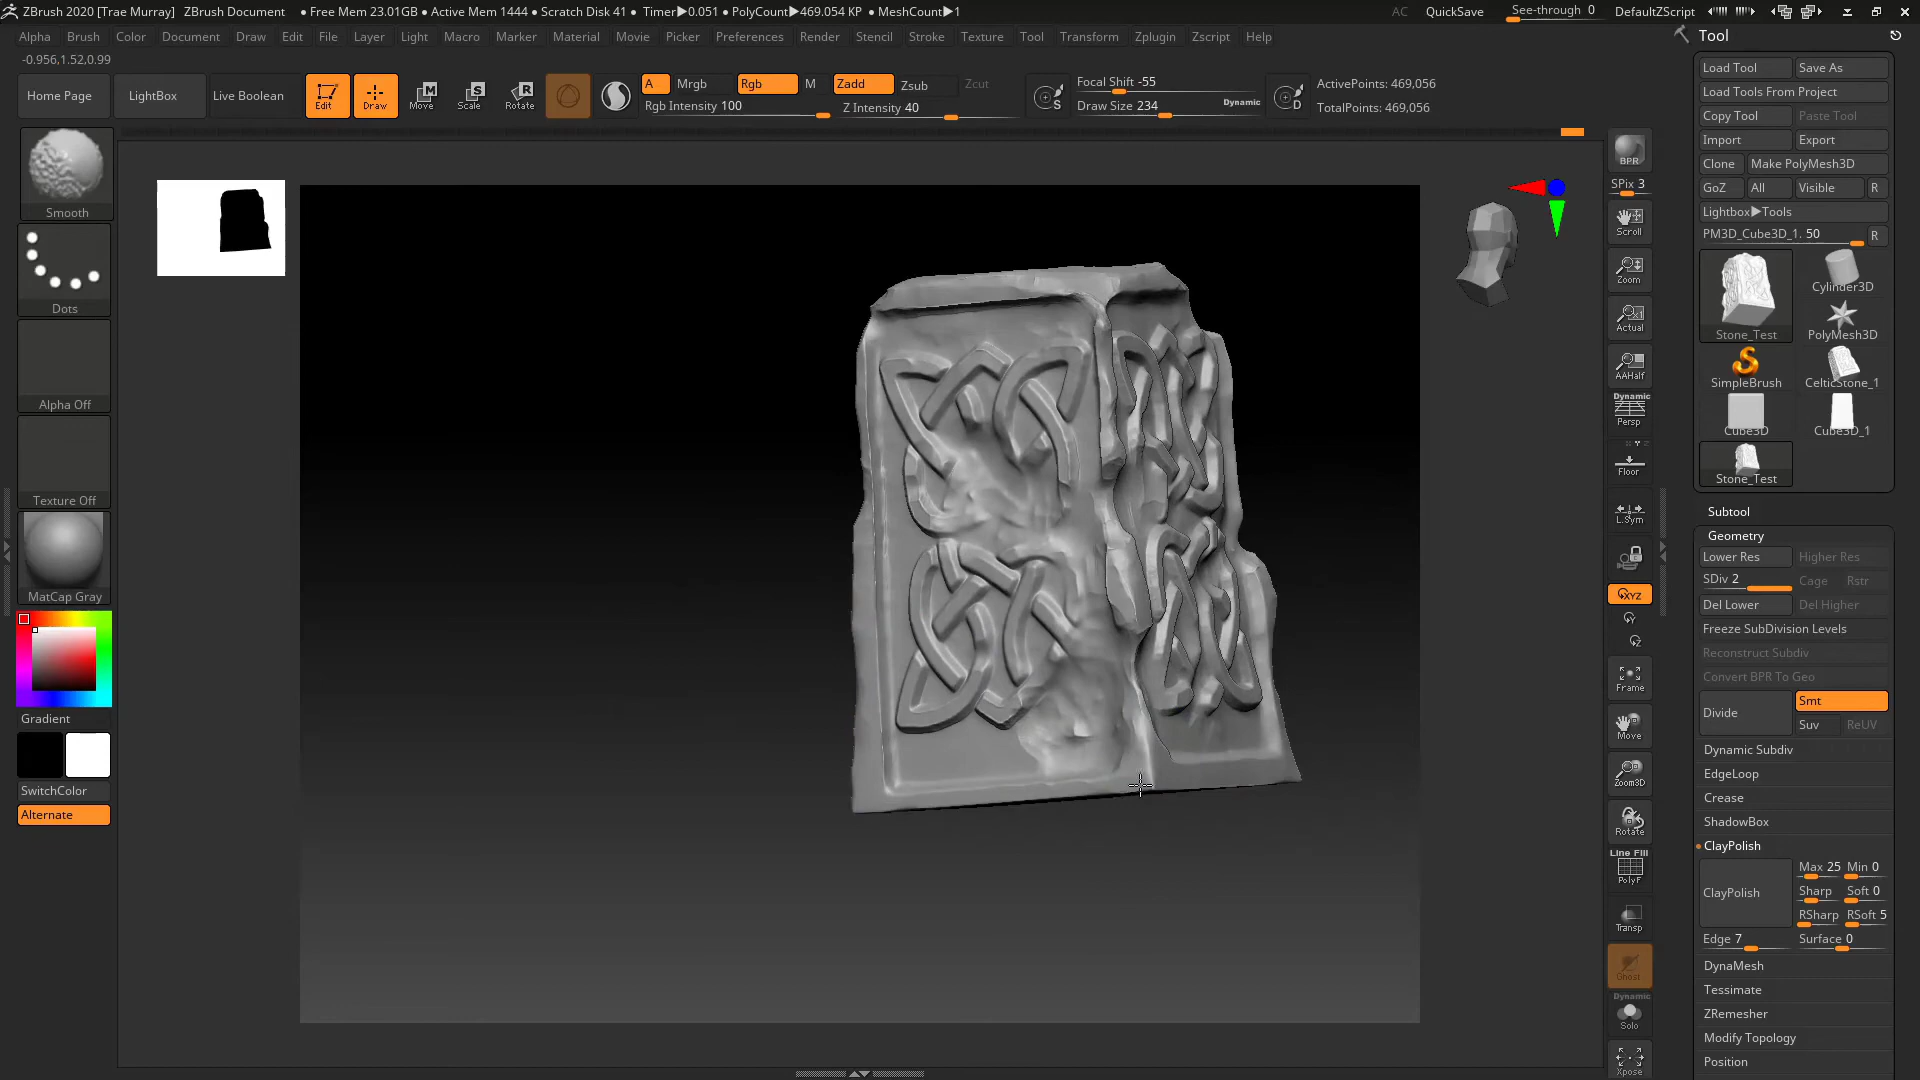 ZBrush 2020 [Trae Murray] ZBrush Document ● Free Mem 23.01GB ● Active Mem 1444 ● Scratch Disk 41 ● Timer▶0.051 ● PolyCount▶469.054 KP ● MeshCount▶1 AC QuickSave See-through 0 DefaultZScript
Alpha Brush Color Document Draw Edit File Layer Light Macro Marker Material Movie Picker Preferences Render Stencil Stroke Texture Tool Transform Zplugin Zscript Help
-0.956,1.52,0.99
Home Page LightBox Live Boolean Edit Draw Move Scale Rotate
A Mrgb Rgb M Zadd Zsub Zcut
Rgb Intensity 100 Z Intensity 40
Focal Shift -55
Draw Size 234 Dynamic
ActivePoints: 469,056
TotalPoints: 469,056
Smooth
Dots
Alpha Off
Texture Off
MatCap Gray
Gradient
SwitchColor
Alternate
BPR
SPix 3
Scroll
Zoom
Actual
AAHalf
Dynamic
Persp
Floor
L.Sym
XYZ
Frame
Move
Zoom3D
Rotate
Line Fill
PolyF
Transp
Ghost
Dynamic
Solo
Xpose
Tool
Load Tool Save As
Load Tools From Project
Copy Tool Paste Tool
Import Export
Clone Make PolyMesh3D
GoZ All Visible R
Lightbox▶Tools
PM3D_Cube3D_1. 50 R
Stone_Test Cylinder3D
PolyMesh3D
SimpleBrush CelticStone_1
Cube3D Cube3D_1
Stone_Test
Subtool
Geometry
Lower Res Higher Res
SDiv 2 Cage Rstr
Del Lower Del Higher
Freeze SubDivision Levels
Reconstruct Subdiv
Convert BPR To Geo
Divide Smt
Suv ReUV
Dynamic Subdiv
EdgeLoop
Crease
ShadowBox
ClayPolish
ClayPolish Max 25 Min 0
Sharp Soft 0
RSharp RSoft 5
Edge 7 Surface 0
DynaMesh
Tessimate
ZRemesher
Modify Topology
Position